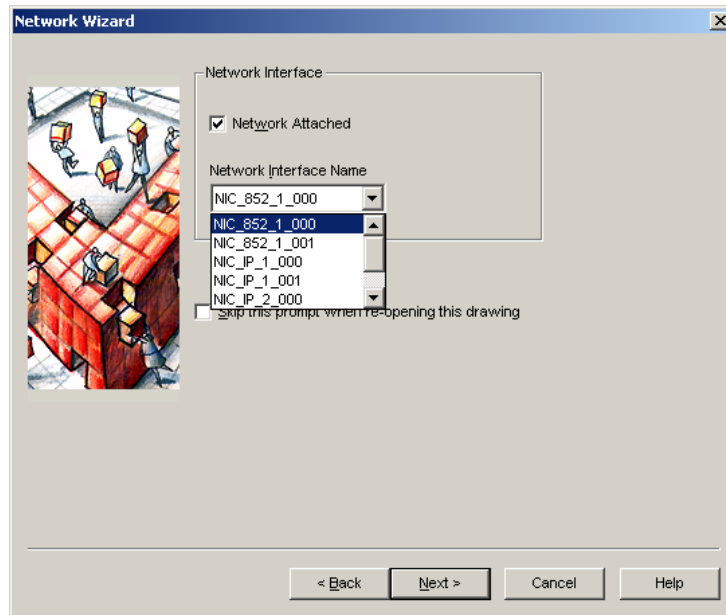 Network Wizard
Network Interface
Network Attached
Network Interface Name
NIC_852_1_000
NIC_852_1_000
NIC_852_1_001
NIC_IP_1_000
NIC_IP_1_001
NIC_IP_2_000
Skip this prompt when re-opening this drawing
< Back Next > Cancel Help